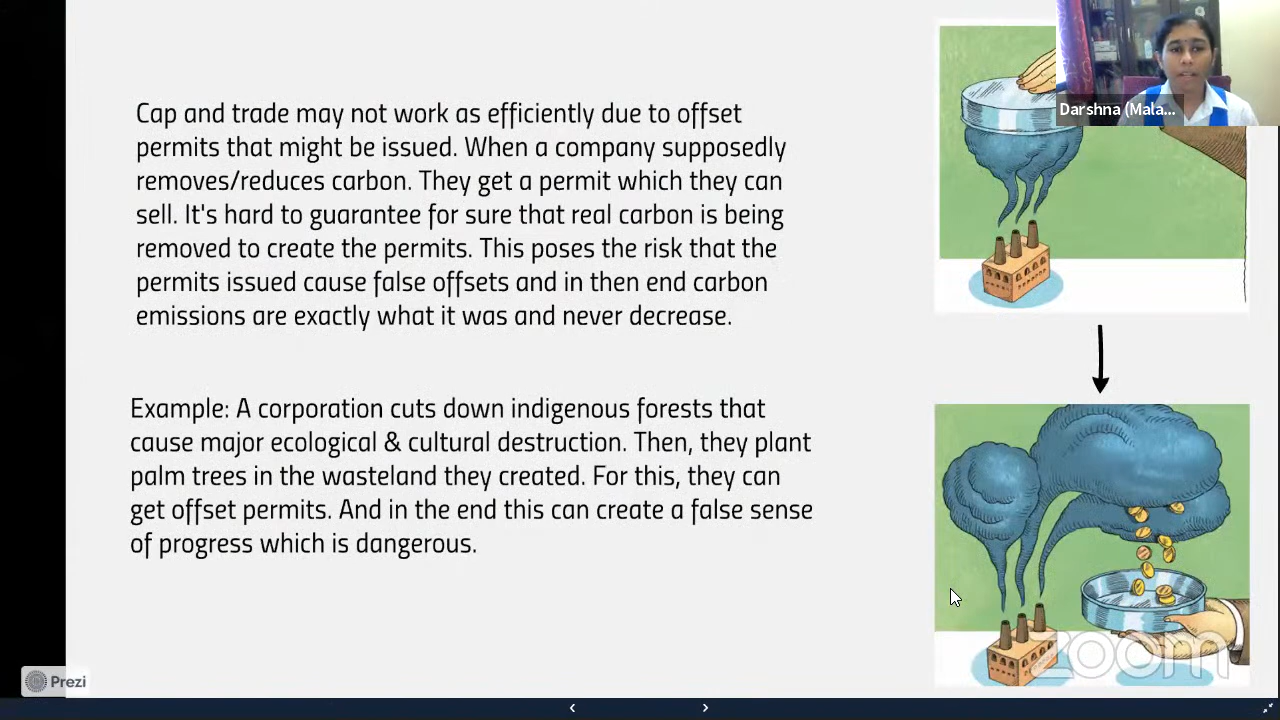 Cap and trade may not work as efficiently due to offset
permits that might be issued. When a company supposedly
removes/reduces carbon. They get a permit which they can
sell. It's hard to guarantee for sure that real carbon is being
removed to create the permits. This poses the risk that the
permits issued cause false offsets and in then end carbon
emissions are exactly what it was and never decrease.
Example: A corporation cuts down indigenous forests that
cause major ecological & cultural destruction. Then, they plant
palm trees in the wasteland they created. For this, they can
get offset permits. And in the end this can create a false sense
of progress which is dangerous.
Darshna (Mala...
zoom
Prezi